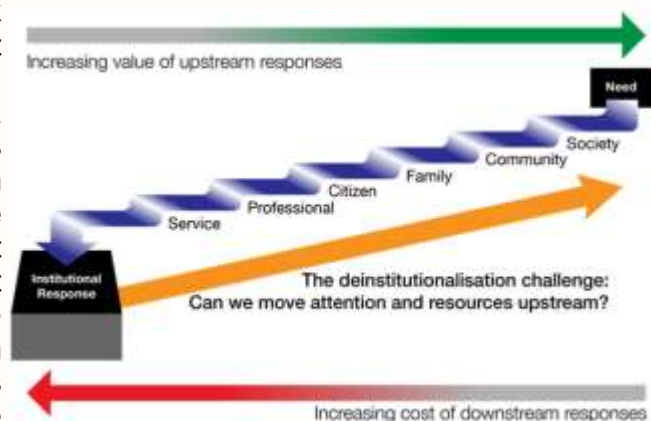 Increasing value of upstream responses
Need
Society
Community
Family
Citizen
Professional
Service
Institutional
Response
The deinstitutionalisation challenge:
Can we move attention and resources upstream?
Increasing cost of downstream responses